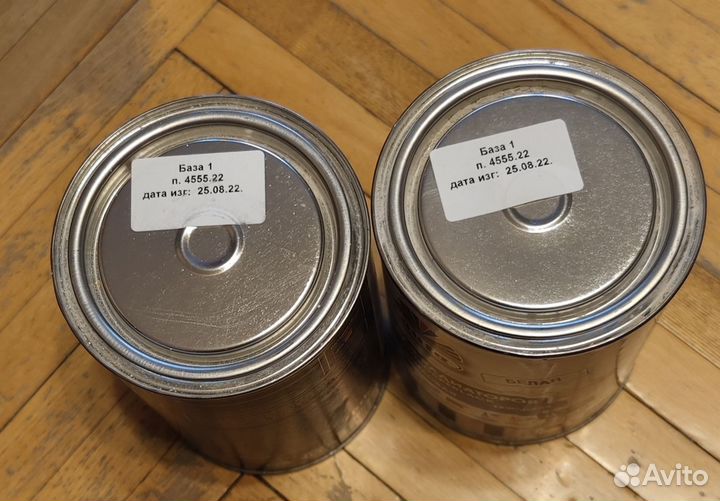 База 1
п. 4555.22
дата изг: 25.08.22.
База 1
п. 4555.22
дата изг: 25.08.22.
БЕЛАЯ
Avito